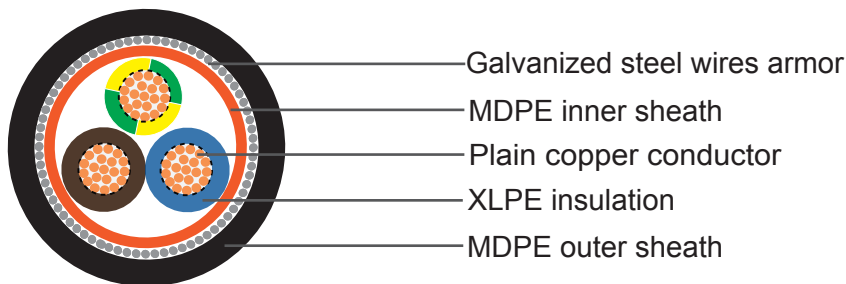 Galvanized steel wires armor
MDPE inner sheath
Plain copper conductor
XLPE insulation
MDPE outer sheath